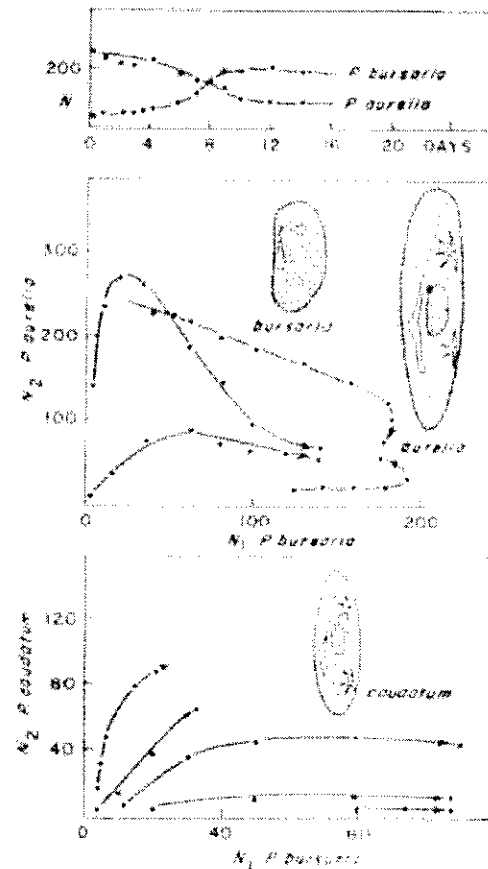 200
N
P bursaria
P aurelia
0 4 8 12 16 20 DAYS
300
200
100
N2 P aurelia
bursaria
aurelia
0 100 200
N1 P bursaria
120
80
40
N2 P caudatum
caudatum
0 40 80
N1 P bursaria